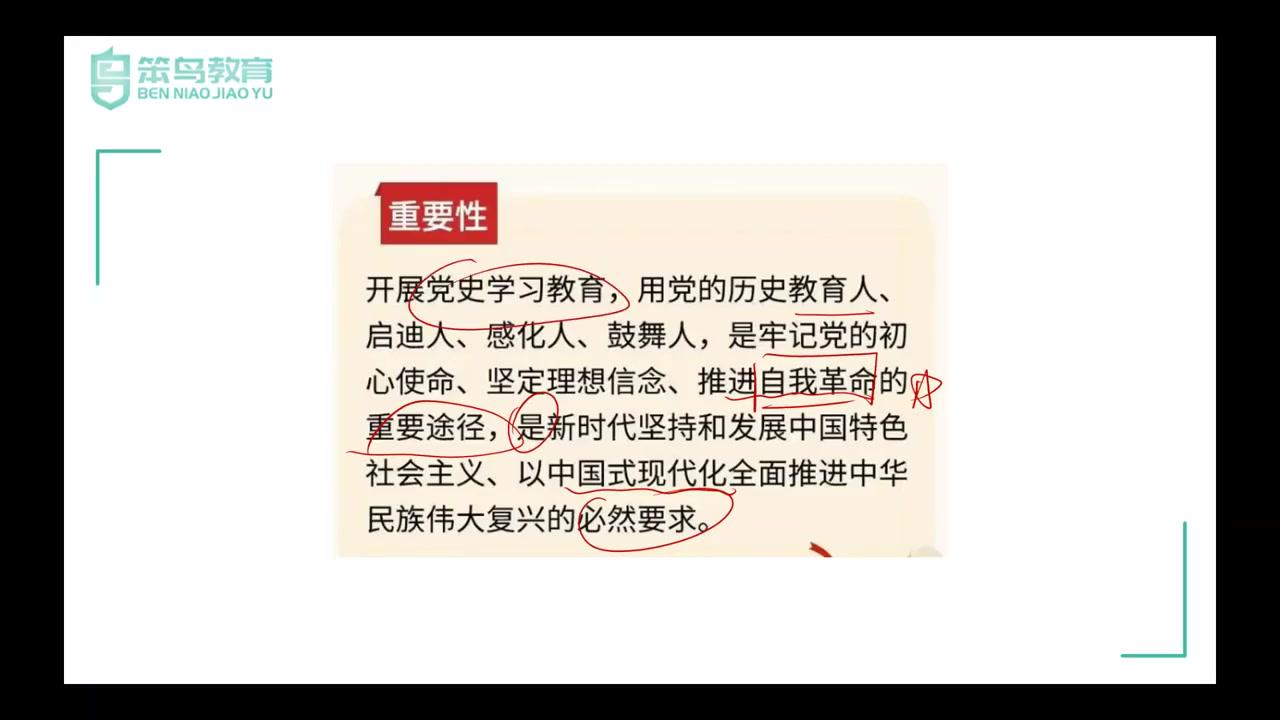 笨鸟教育
BEN NIAO JIAO YU
重要性
开展党史学习教育，用党的历史教育人、
启迪人、感化人、鼓舞人，是牢记党的初
心使命、坚定理想信念、推进自我革命的
重要途径，是新时代坚持和发展中国特色
社会主义、以中国式现代化全面推进中华
民族伟大复兴的必然要求。